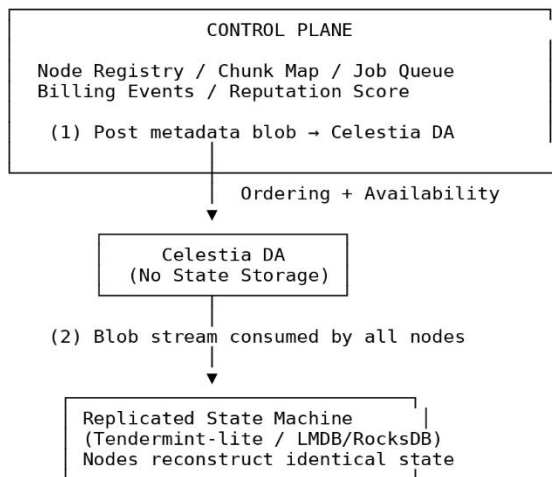 CONTROL PLANE
Node Registry / Chunk Map / Job Queue
Billing Events / Reputation Score
(1) Post metadata blob → Celestia DA
Ordering + Availability
Celestia DA
(No State Storage)
(2) Blob stream consumed by all nodes
Replicated State Machine
(Tendermint-lite / LMDB/RocksDB)
Nodes reconstruct identical state